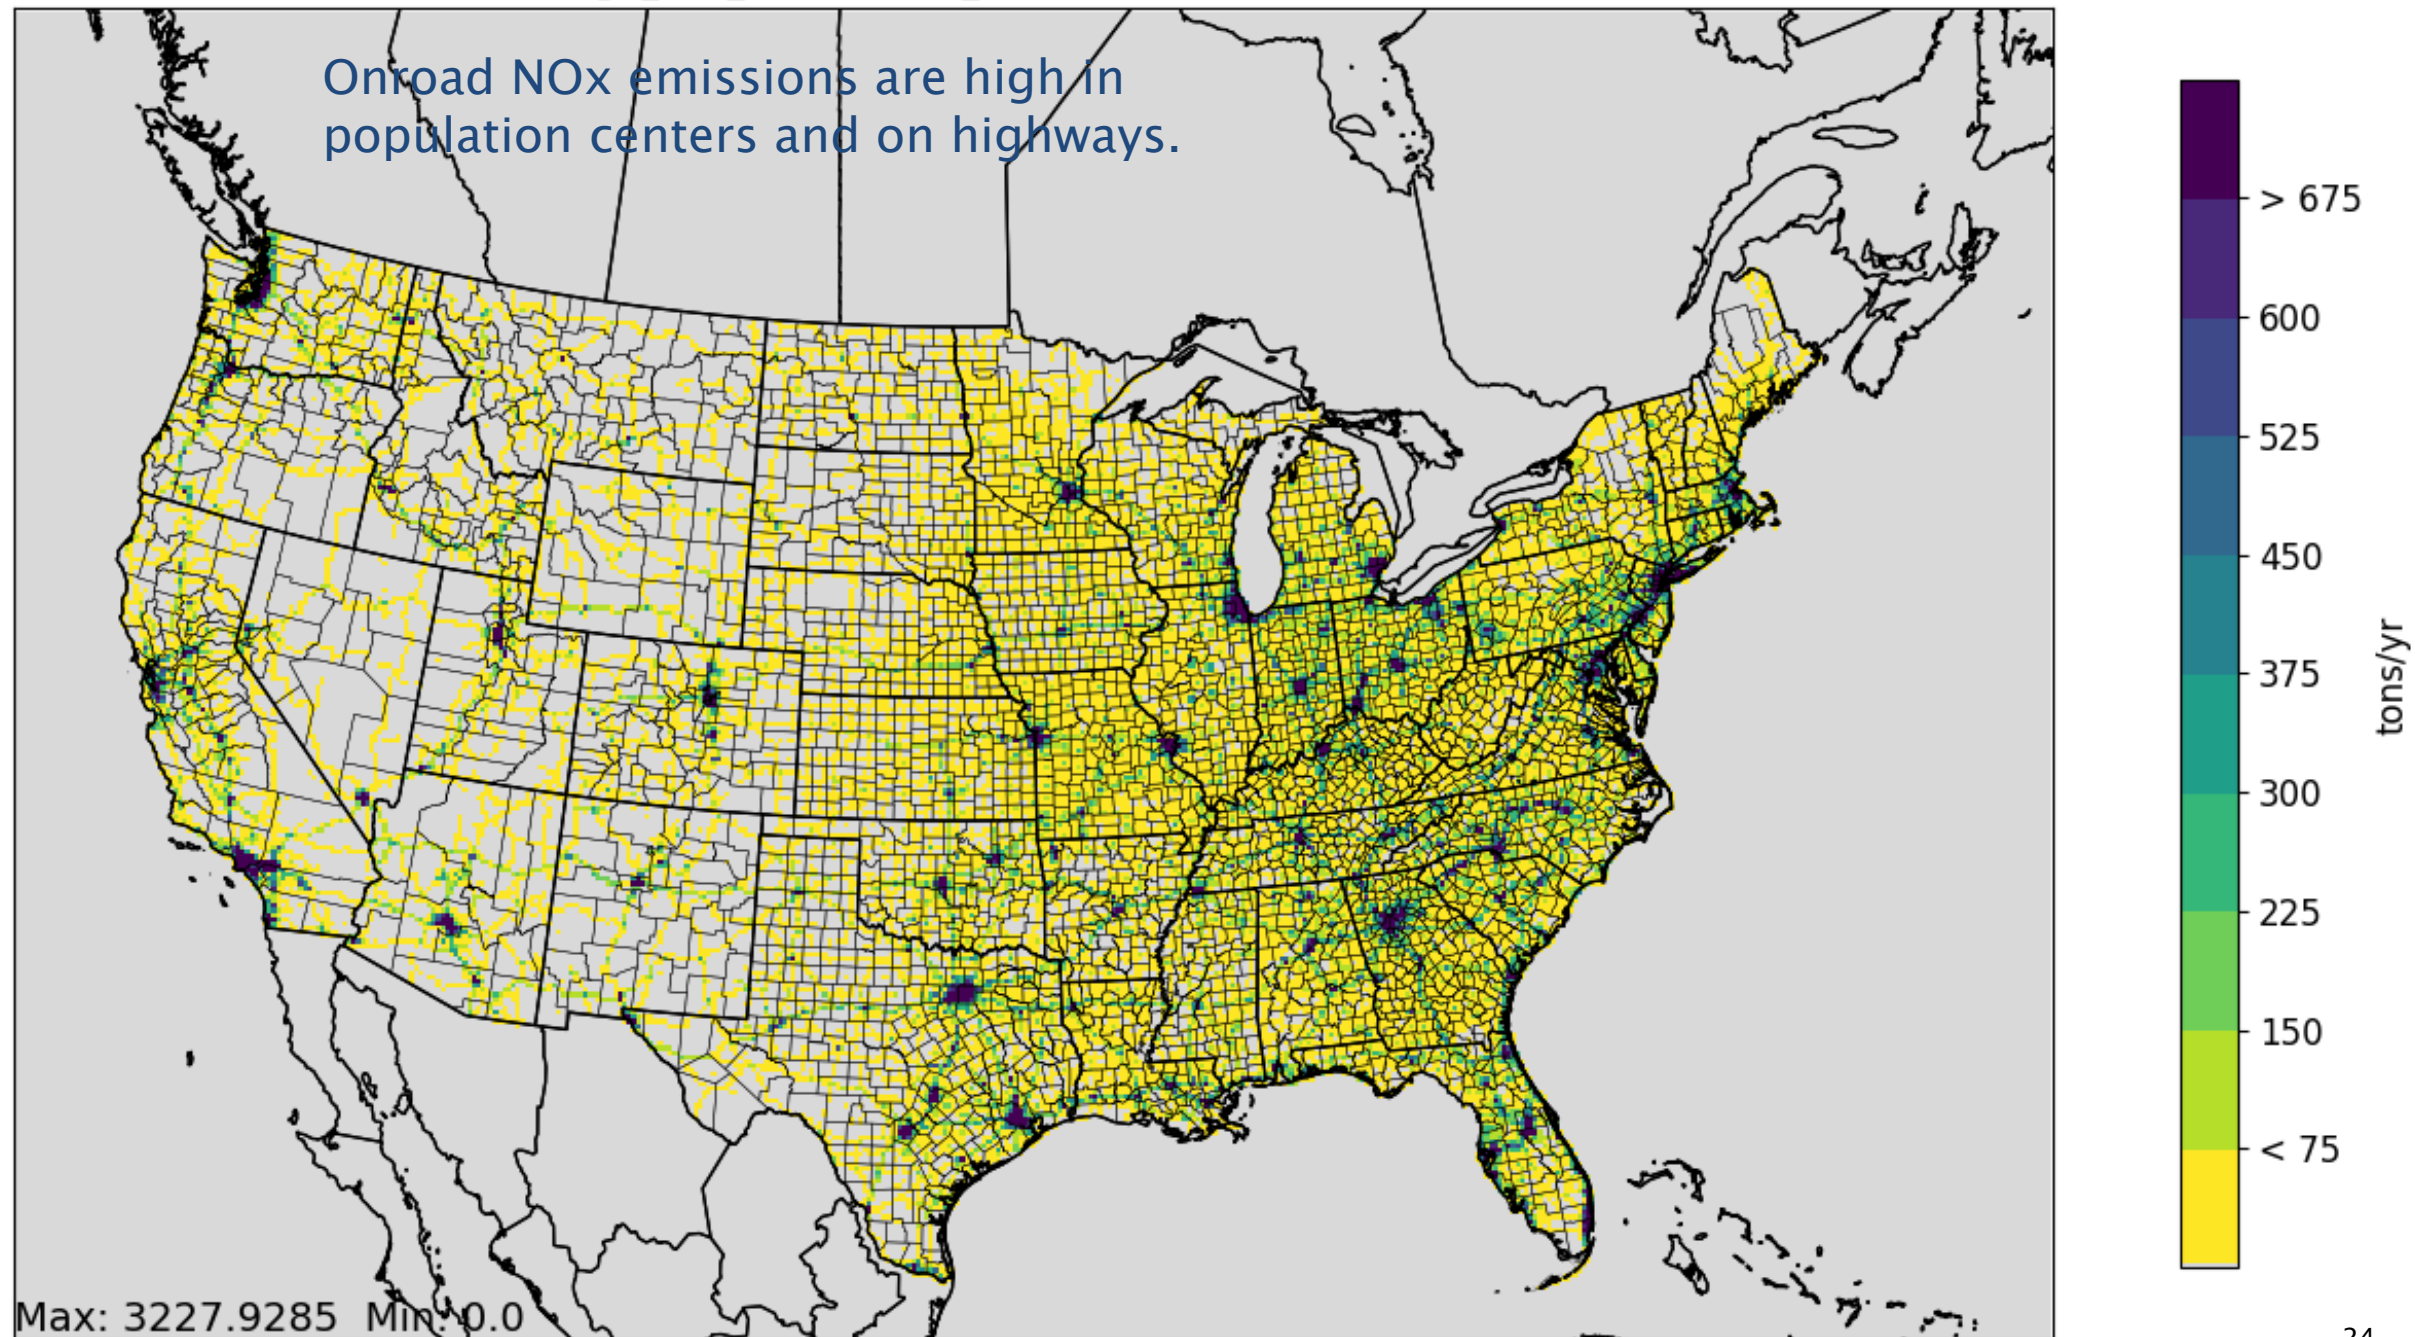 Onroad NOx emissions are high in
population centers and on highways.
> 675
600
525
450
375
300
225
150
< 75
tons/yr
Max: 3227.9285 Min: 0.0
24